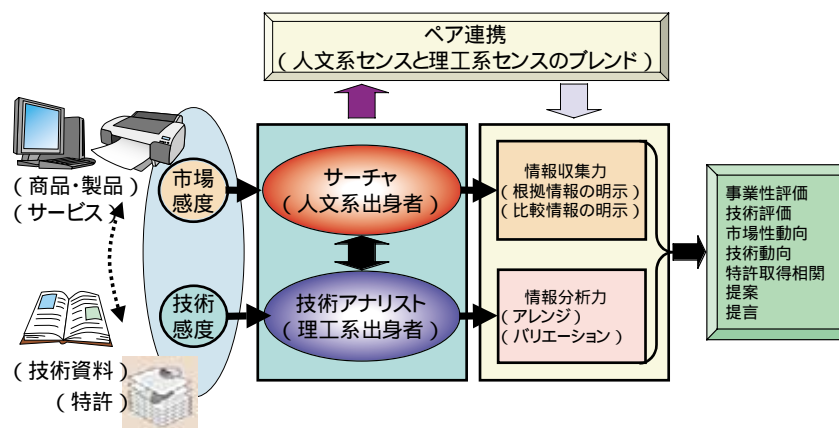 ペア連携
(人文系センスと理工系センスのブレンド)
(商品・製品)
(サービス)
市場
感度
サーチャ
(人文系出身者)
情報収集力
(根拠情報の明示)
(比較情報の明示)
技術
感度
技術アナリスト
(理工系出身者)
情報分析力
(アレンジ)
(バリエーション)
(技術資料)
(特許)
事業性評価
技術評価
市場性動向
技術動向
特許取得相関
提案
提言